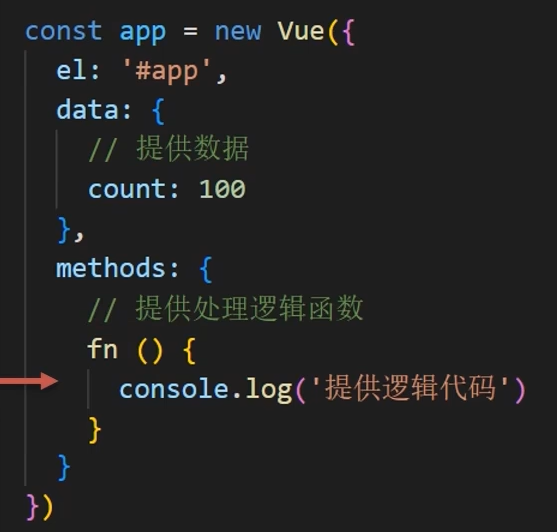 const app = new Vue({
  el: '#app',
  data: {
    // 提供数据
    count: 100
  },
  methods: {
    // 提供处理逻辑函数
    fn () {
      console.log('提供逻辑代码')
    }
  }
})